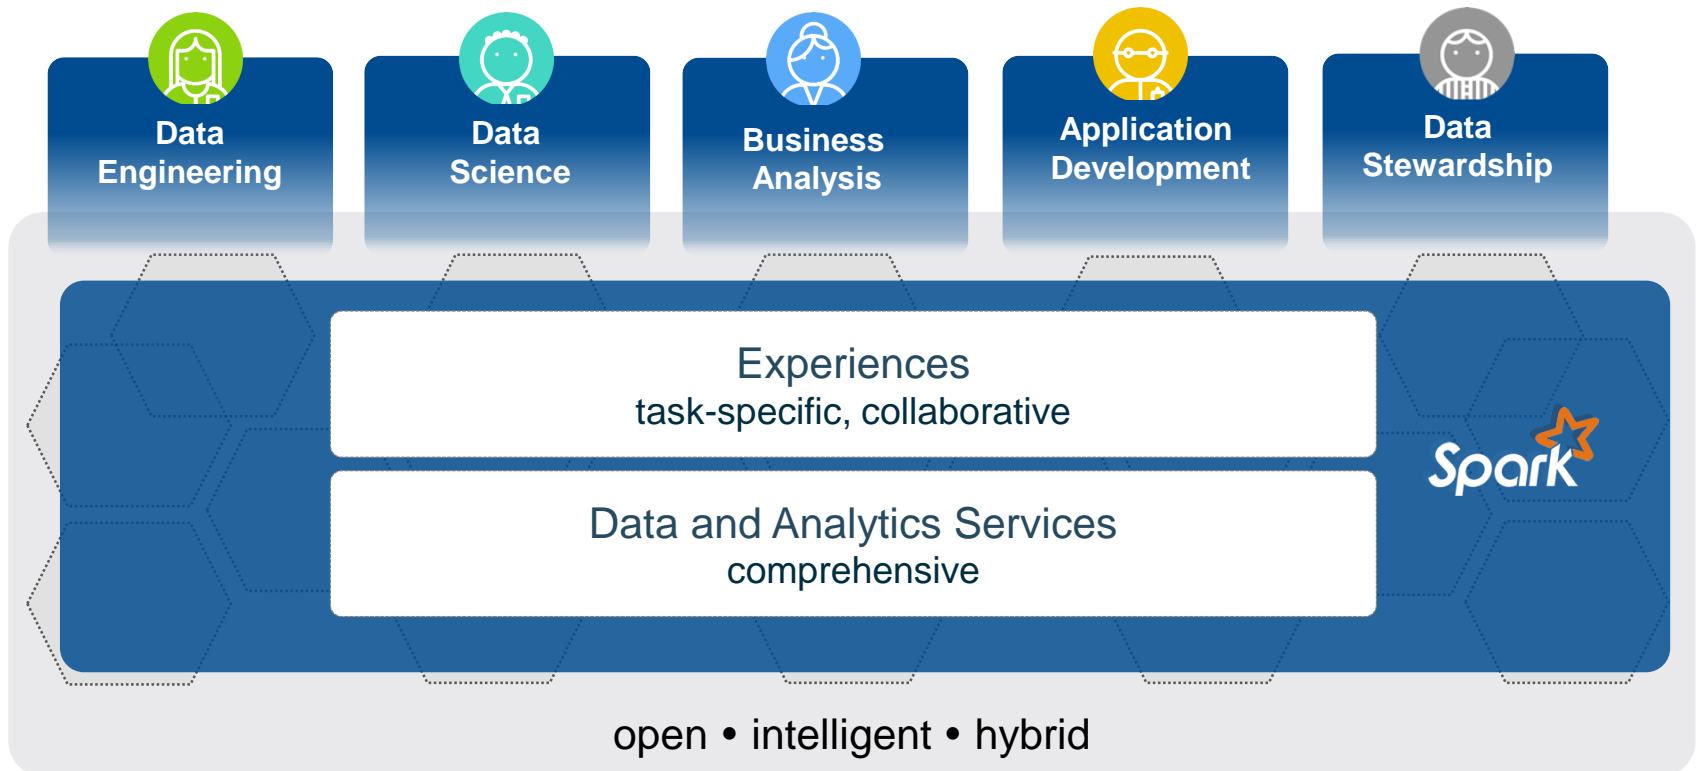 Data
Engineering
Data
Science
Business
Analysis
Application
Development
Data
Stewardship
Experiences
task-specific, collaborative
Spark
Data and Analytics Services
comprehensive
open • intelligent • hybrid